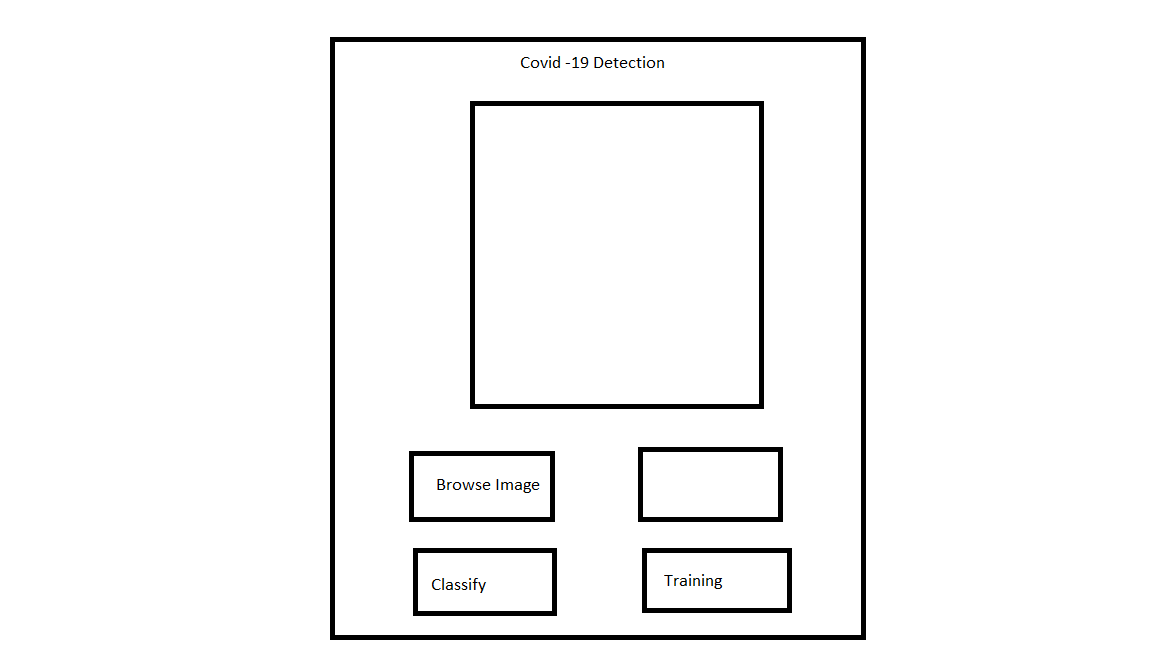 Covid -19 Detection
Browse Image
Classify
Training